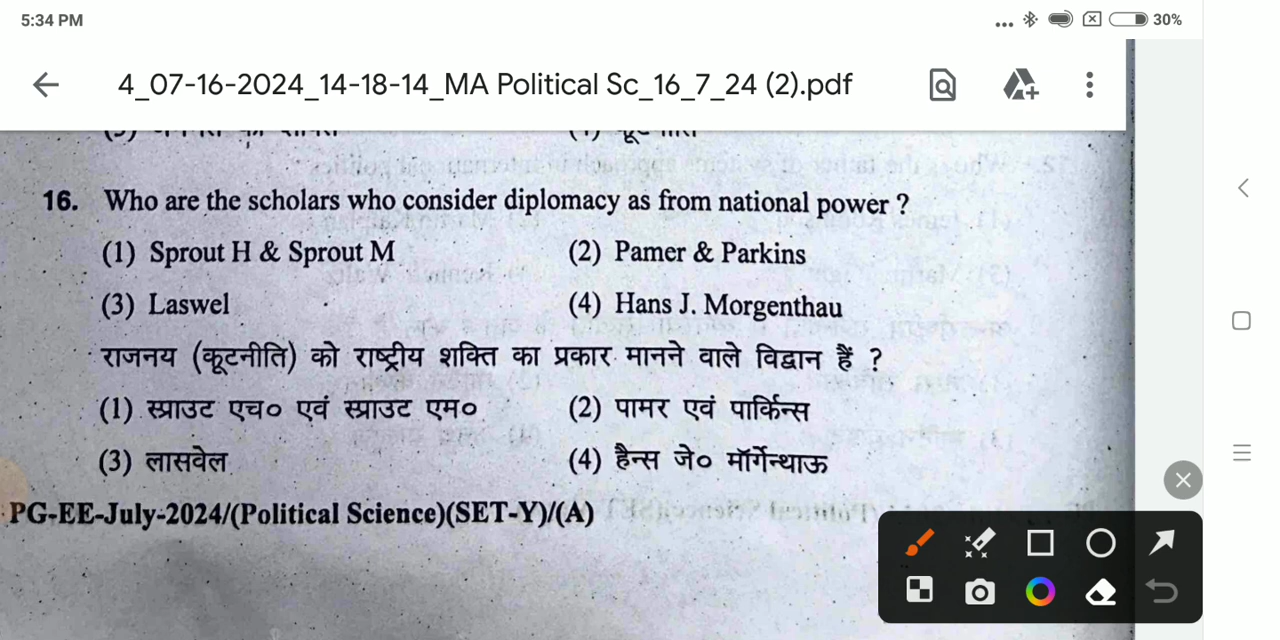 5:34 PM
30%
4_07-16-2024_14-18-14_MA Political Sc_16_7_24 (2).pdf
16. Who are the scholars who consider diplomacy as from national power ?
(1) Sprout H & Sprout M (2) Pamer & Parkins
(3) Laswel (4) Hans J. Morgenthau
राजनय (कूटनीति) को राष्ट्रीय शक्ति का प्रकार मानने वाले विद्वान हैं ?
(1) स्प्राउट एच० एवं स्प्राउट एम० (2) पामर एवं पार्किन्स
(3) लासवेल (4) हैन्स जे० मॉर्गेन्थाऊ
PG-EE-July-2024/(Political Science)(SET-Y)/(A)